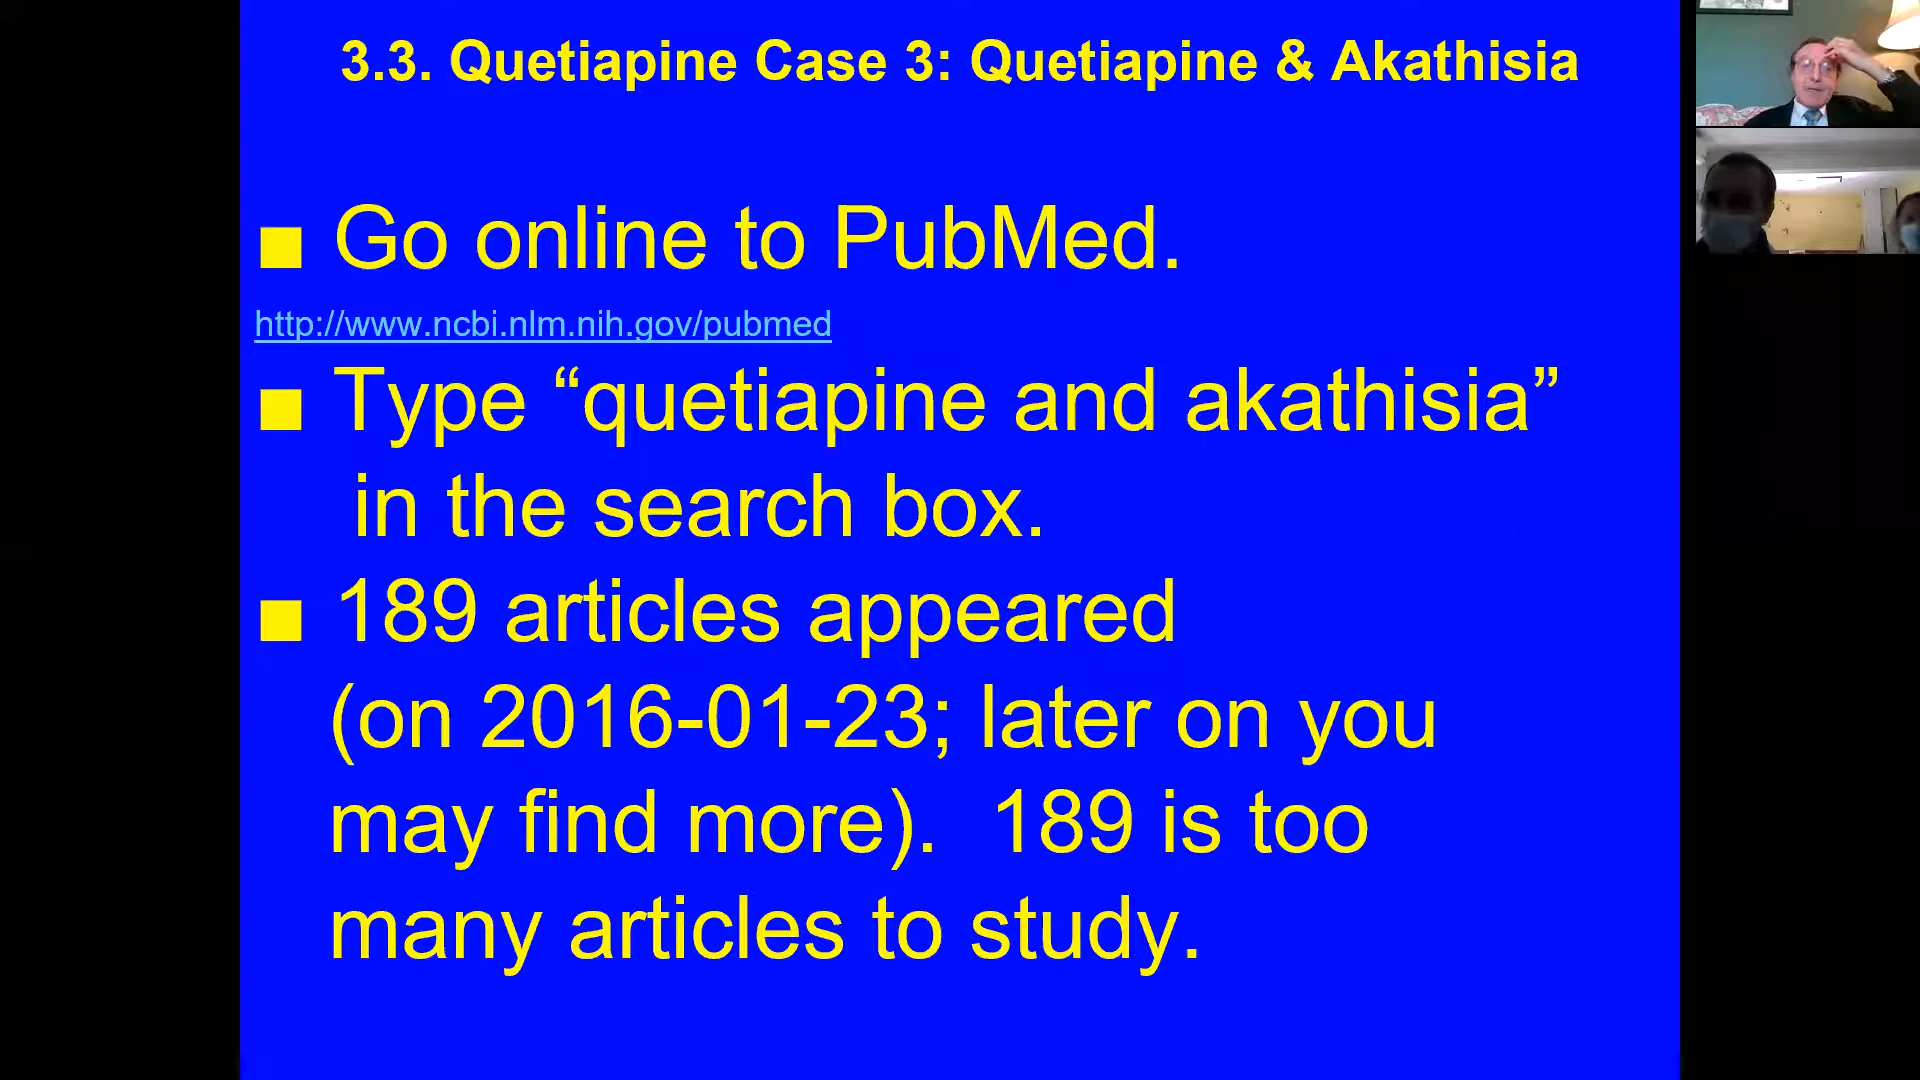 3.3. Quetiapine Case 3: Quetiapine & Akathisia
■ Go online to PubMed.
http://www.ncbi.nlm.nih.gov/pubmed
■ Type “quetiapine and akathisia”
in the search box.
■ 189 articles appeared
(on 2016-01-23; later on you
may find more). 189 is too
many articles to study.